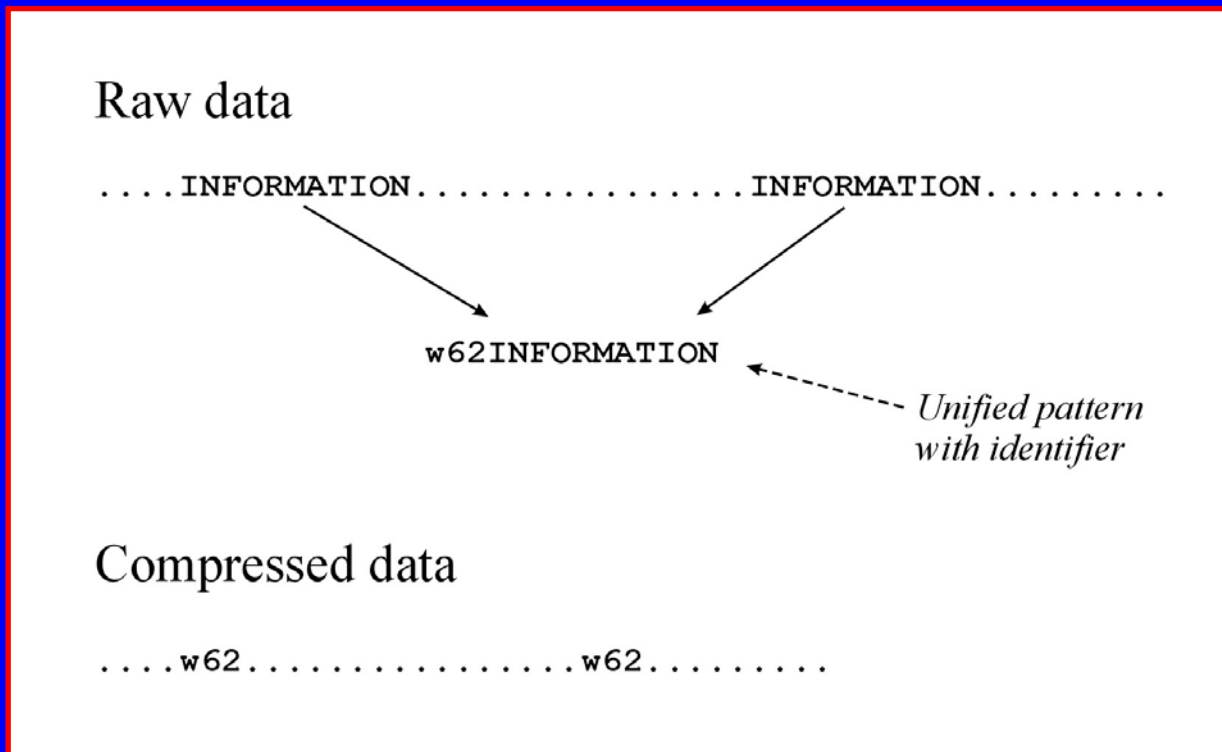 Raw data
....INFORMATION................INFORMATION.........
w62INFORMATION
Unified pattern
with identifier
Compressed data
....w62................w62.........